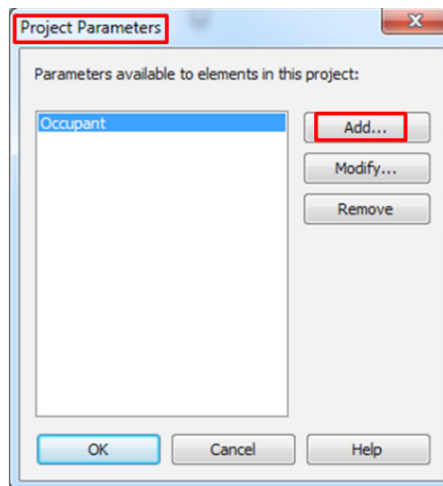 Project Parameters
Parameters available to elements in this project:
Occupant
Add...
Modify...
Remove
OK
Cancel
Help